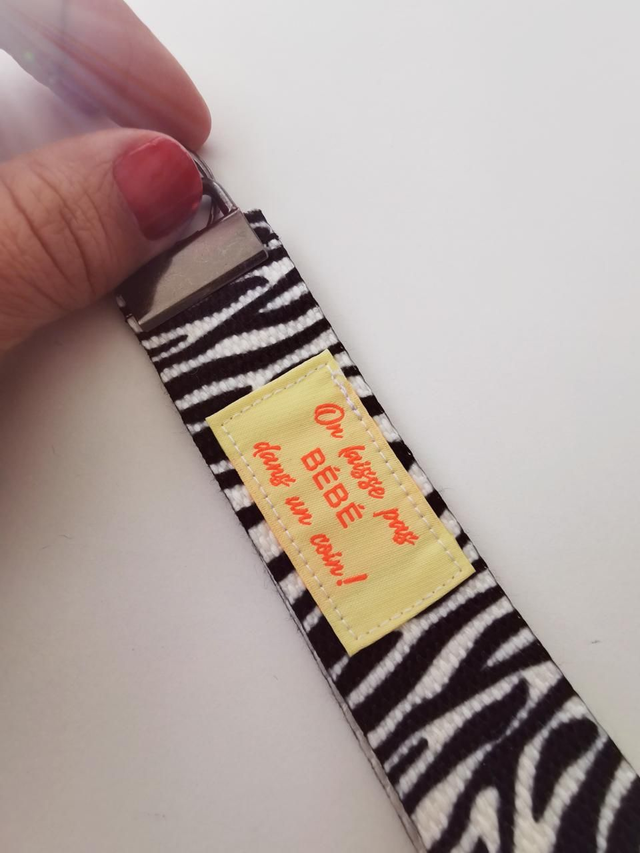 On laisse pas
BÉBÉ
dans un coin!